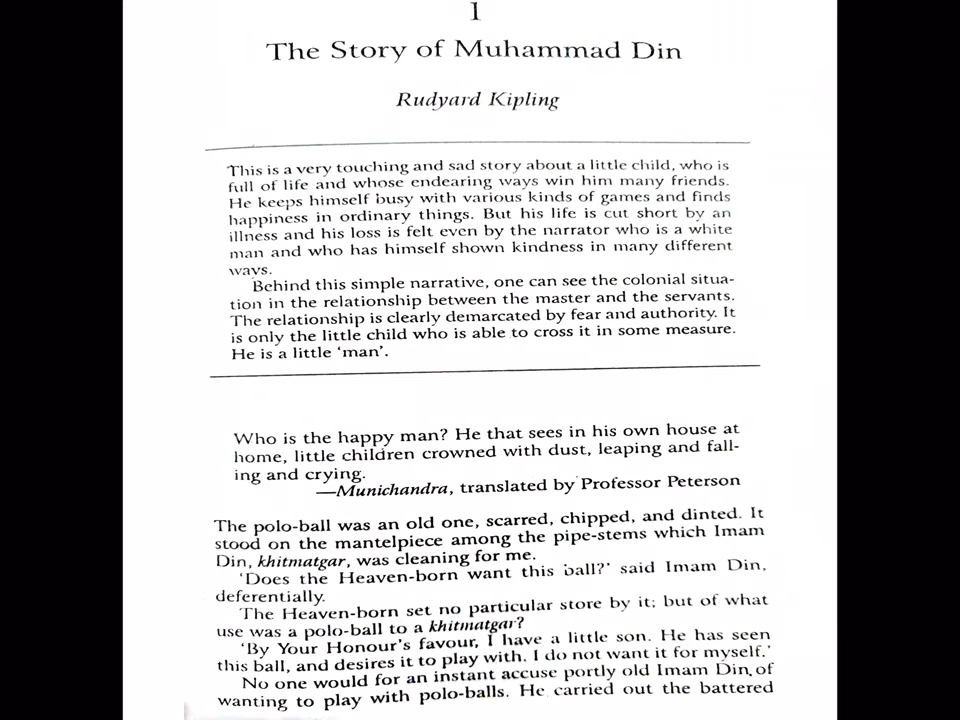 1
The Story of Muhammad Din
Rudyard Kipling
This is a very touching and sad story about a little child, who is
full of life and whose endearing ways win him many friends.
He keeps himself busy with various kinds of games and finds
happiness in ordinary things. But his life is cut short by an
illness and his loss is felt even by the narrator who is a white
man and who has himself shown kindness in many different
ways.
Behind this simple narrative, one can see the colonial situa-
tion in the relationship between the master and the servants.
The relationship is clearly demarcated by fear and authority. It
is only the little child who is able to cross it in some measure.
He is a little ‘man’.
Who is the happy man? He that sees in his own house at
home, little children crowned with dust, leaping and fall-
ing and crying.
—Munichandra, translated by Professor Peterson
The polo-ball was an old one, scarred, chipped, and dinted. It
stood on the mantelpiece among the pipe-stems which Imam
Din, khitmatgar, was cleaning for me.
‘Does the Heaven-born want this ball?’ said Imam Din,
deferentially.
The Heaven-born set no particular store by it; but of what
use was a polo-ball to a khitmatgar?
‘By Your Honour’s favour, I have a little son. He has seen
this ball, and desires it to play with. I do not want it for myself.’
No one would for an instant accuse portly old Imam Din of
wanting to play with polo-balls. He carried out the battered